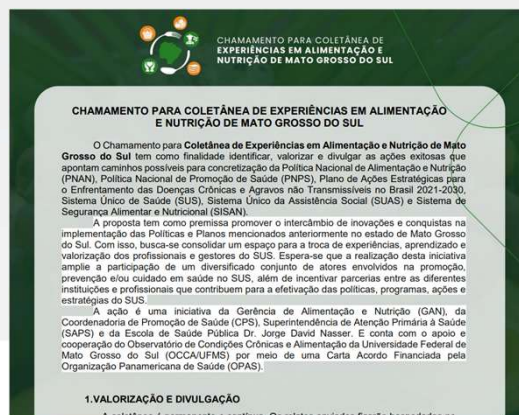 CHAMAMENTO PARA COLETÂNEA DE
EXPERIÊNCIAS EM ALIMENTAÇÃO E
NUTRIÇÃO DE MATO GROSSO DO SUL
CHAMAMENTO PARA COLETÂNEA DE EXPERIÊNCIAS EM ALIMENTAÇÃO
E NUTRIÇÃO DE MATO GROSSO DO SUL
O Chamamento para Coletânea de Experiências em Alimentação e Nutrição de Mato
Grosso do Sul tem como finalidade identificar, valorizar e divulgar as ações exitosas que
apontam caminhos possíveis para concretização da Política Nacional de Alimentação e Nutrição
(PNAN), Política Nacional de Promoção de Saúde (PNPS), Plano de Ações Estratégicas para
o Enfrentamento das Doenças Crônicas e Agravos não Transmissíveis no Brasil 2021-2030,
Sistema Único de Saúde (SUS), Sistema Único da Assistência Social (SUAS) e Sistema de
Segurança Alimentar e Nutricional (SISAN).
A proposta tem como premissa promover o intercâmbio de inovações e conquistas na
implementação das Políticas e Planos mencionados anteriormente no estado de Mato Grosso
do Sul. Com isso, busca-se consolidar um espaço para a troca de experiências, aprendizado e
valorização dos profissionais e gestores do SUS. Espera-se que a realização desta iniciativa
amplie a participação de um diversificado conjunto de atores envolvidos na promoção,
prevenção e/ou cuidado em saúde no SUS, além de incentivar parcerias entre as diferentes
instituições e profissionais que contribuem para a efetivação das políticas, programas, ações e
estratégias do SUS.
A ação é uma iniciativa da Gerência de Alimentação e Nutrição (GAN), da
Coordenadoria de Promoção de Saúde (CPS), Superintendência de Atenção Primária à Saúde
(SAPS) e da Escola de Saúde Pública Dr. Jorge David Nasser. E conta com o apoio e
cooperação do Observatório de Condições Crônicas e Alimentação da Universidade Federal de
Mato Grosso do Sul (OCCA/UFMS) por meio de uma Carta Acordo Financiada pela
Organização Panamericana de Saúde (OPAS).
1.VALORIZAÇÃO E DIVULGAÇÃO